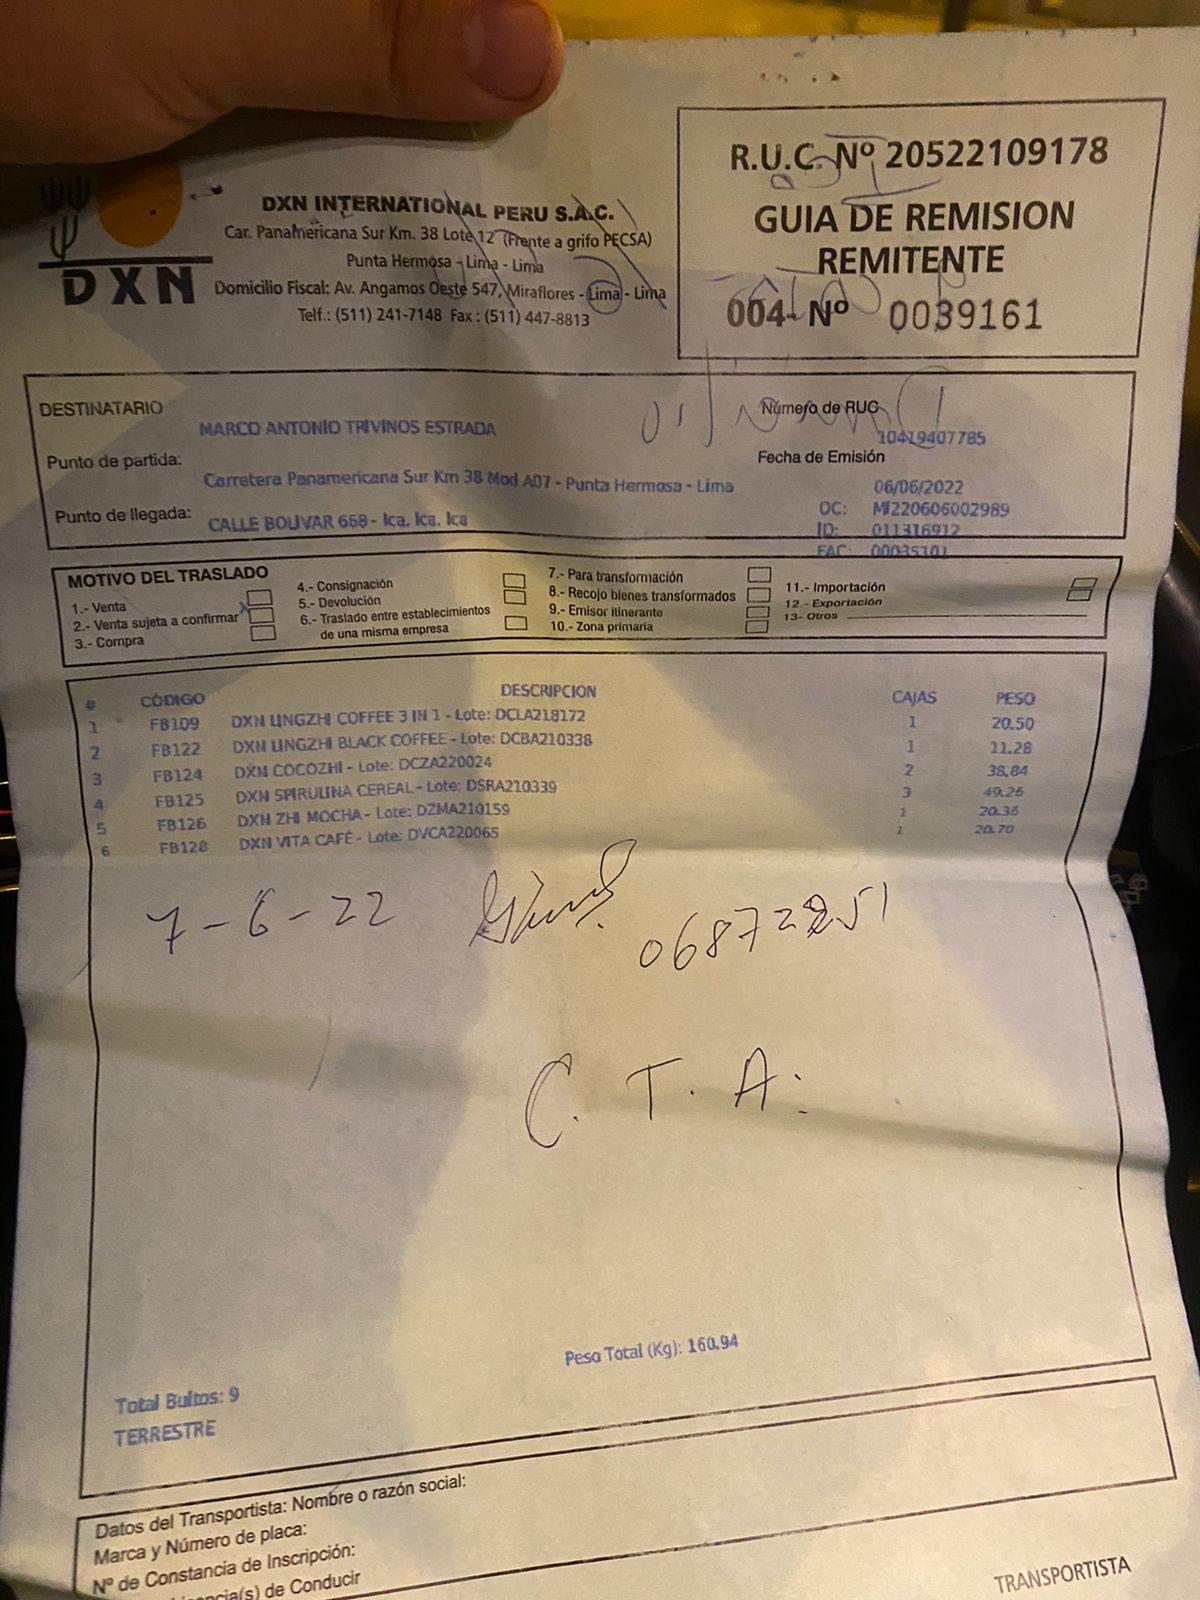 R.U.C. Nº 20522109178
GUIA DE REMISION
REMITENTE
004- Nº 0039161
DXN
DXN INTERNATIONAL PERU S.A.C.
Car. Panamericana Sur Km. 38 Lote 12 (Frente a grifo PECSA)
Punta Hermosa - Lima - Lima
Domicilio Fiscal: Av. Angamos Oeste 547, Miraflores - Lima - Lima
Telf.: (511) 241-7148 Fax : (511) 447-8813
DESTINATARIO
MARCO ANTONIO TRIVINOS ESTRADA
Número de RUC
10419407785
Punto de partida:
Carretera Panamericana Sur Km 38 Mod A07 - Punta Hermosa - Lima
Fecha de Emisión
06/06/2022
Punto de llegada:
CALLE BOLIVAR 658 - Ica, Ica, Ica
OC: MI220606002989
ID: 011316912
FAC: 00035101
MOTIVO DEL TRASLADO
1.- Venta
2.- Venta sujeta a confirmar
3.- Compra
4.- Consignación
5.- Devolución
6.- Traslado entre establecimientos
de una misma empresa
7.- Para transformación
8.- Recojo bienes transformados
9.- Emisor itinerante
10.- Zona primaria
11.- Importación
12.- Exportación
13- Otros
# CÓDIGO DESCRIPCION CAJAS PESO
1 FB109 DXN LINGZHI COFFEE 3 IN 1 - Lote: DCLA218172 1 20.50
2 FB122 DXN LINGZHI BLACK COFFEE - Lote: DCBA210338 1 11.28
3 FB124 DXN COCOZHI - Lote: DCZA220024 2 38.84
4 FB125 DXN SPIRULINA CEREAL - Lote: DSRA210339 3 49.26
5 FB126 DXN ZHI MOCHA - Lote: DZMA210159 1 20.36
6 FB128 DXN VITA CAFÉ - Lote: DVCA220065 1 20.70
7-6-22
C. T. A.
Peso Total (Kg): 160.94
Total Bultos: 9
TERRESTRE
Datos del Transportista: Nombre o razón social:
Marca y Número de placa:
Nº de Constancia de Inscripción:
de Conducir
TRANSPORTISTA